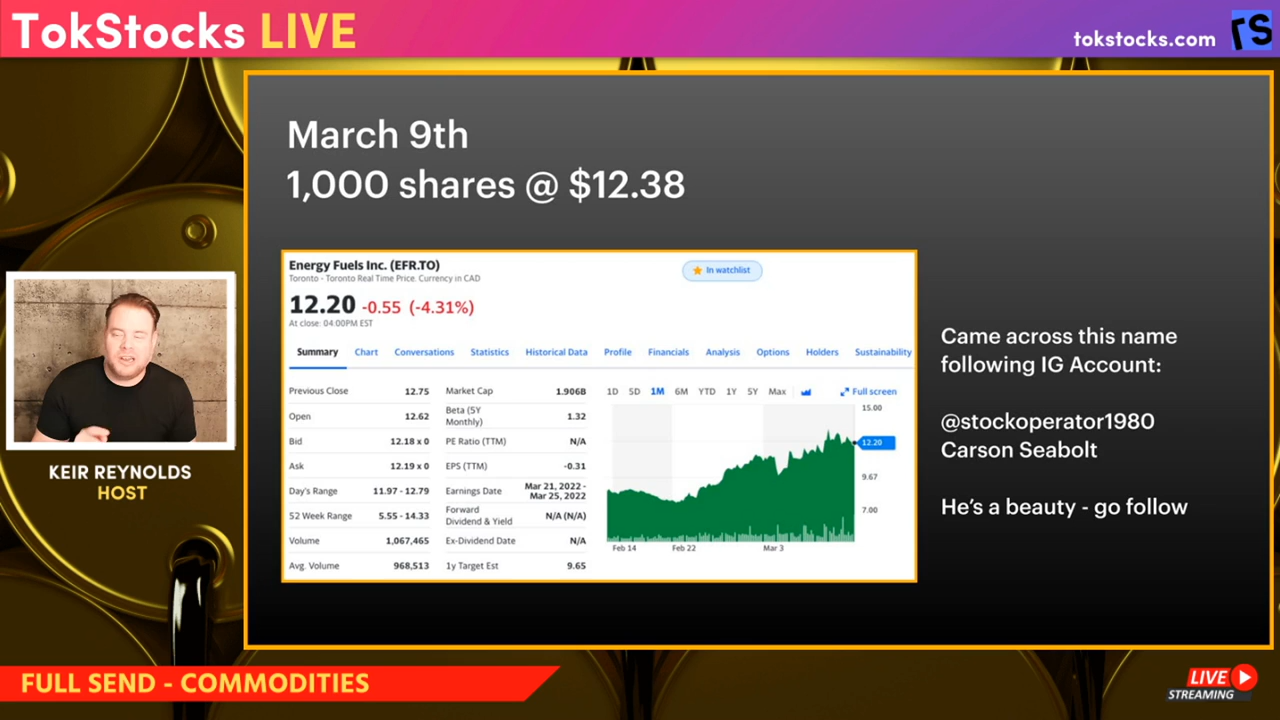 TokStocks LIVE
tokstocks.com
TS
March 9th
1,000 shares @ $12.38
Energy Fuels Inc. (EFR.TO)
Toronto - Toronto Real Time Price. Currency in CAD
In watchlist
12.20 -0.55 (-4.31%)
At close: 04:00PM EST
Summary Chart Conversations Statistics Historical Data Profile Financials Analysis Options Holders Sustainability
Previous Close 12.75
Open 12.62
Bid 12.18 x 0
Ask 12.19 x 0
Day's Range 11.97 - 12.79
52 Week Range 5.55 - 14.33
Volume 1,067,465
Avg. Volume 968,513
Market Cap 1.906B
Beta (5Y
Monthly) 1.32
PE Ratio (TTM) N/A
EPS (TTM) -0.31
Earnings Date Mar 21, 2022 -
Mar 25, 2022
Forward
Dividend & Yield N/A (N/A)
Ex-Dividend Date N/A
1y Target Est 9.65
1D 5D 1M 6M YTD 1Y 5Y Max Full screen
15.00
12.20
9.67
7.00
Feb 14 Feb 22 Mar 3
Came across this name
following IG Account:
@stockoperator1980
Carson Seabolt
He's a beauty - go follow
KEIR REYNOLDS
HOST
FULL SEND - COMMODITIES
LIVE
STREAMING